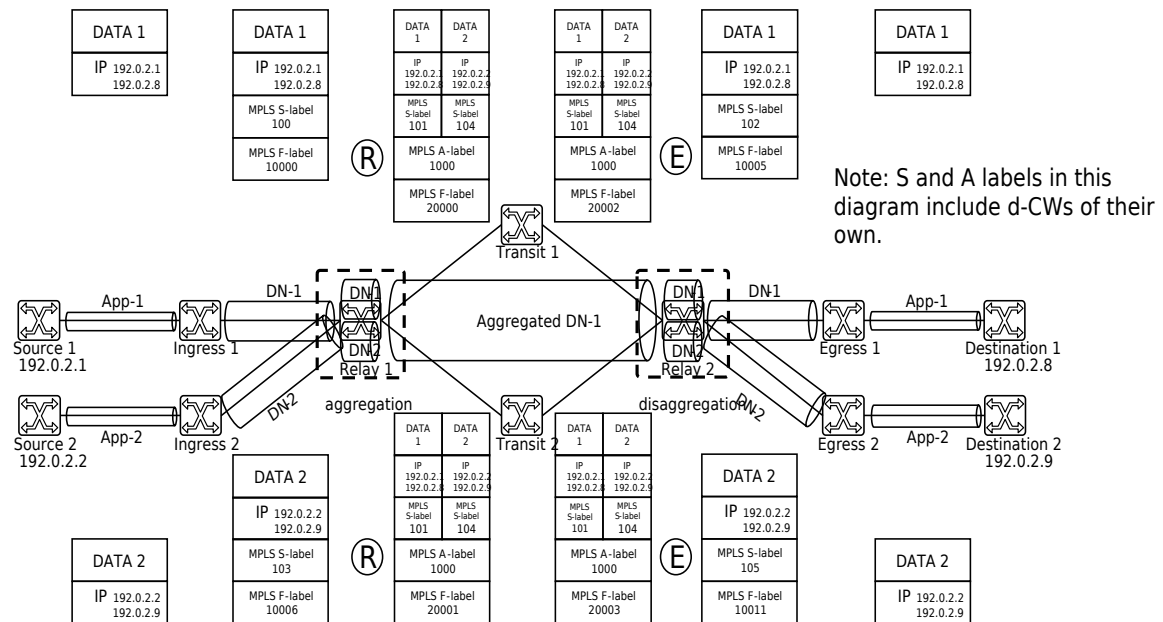 DATA 1
IP 192.0.2.1
192.0.2.8
DATA 1
IP 192.0.2.1
192.0.2.8
MPLS S-label
100
MPLS F-label
10000
R
DATA
1
DATA
2
IP
192.0.2.1
192.0.2.8
IP
192.0.2.2
192.0.2.9
MPLS
S-label
101
MPLS
S-label
104
MPLS A-label
1000
MPLS F-label
20000
DATA
1
DATA
2
IP
192.0.2.1
192.0.2.8
IP
192.0.2.2
192.0.2.9
MPLS
S-label
101
MPLS
S-label
104
MPLS A-label
1000
MPLS F-label
20002
E
DATA 1
IP 192.0.2.1
192.0.2.8
MPLS S-label
102
MPLS F-label
10005
DATA 1
IP 192.0.2.1
192.0.2.8
Note: S and A labels in this
diagram include d-CWs of their
own.
Transit 1
App-1
DN-1
DN-1
Aggregated DN-1
DN-1
DN-1
App-1
Source 1
192.0.2.1
Ingress 1
DN-2
Relay 1
DN-2
Relay 2
Egress 1
Destination 1
192.0.2.8
DN-2
aggregation
disaggregation
DN-2
App-2
App-2
Source 2
192.0.2.2
Ingress 2
Transit 2
Egress 2
Destination 2
192.0.2.9
DATA 2
IP 192.0.2.2
192.0.2.9
DATA 2
IP 192.0.2.2
192.0.2.9
MPLS S-label
103
MPLS F-label
10006
R
DATA
1
DATA
2
IP
192.0.2.1
192.0.2.8
IP
192.0.2.2
192.0.2.9
MPLS
S-label
101
MPLS
S-label
104
MPLS A-label
1000
MPLS F-label
20001
DATA
1
DATA
2
IP
192.0.2.1
192.0.2.8
IP
192.0.2.2
192.0.2.9
MPLS
S-label
101
MPLS
S-label
104
MPLS A-label
1000
MPLS F-label
20003
E
DATA 2
IP 192.0.2.2
192.0.2.9
MPLS S-label
105
MPLS F-label
10011
DATA 2
IP 192.0.2.2
192.0.2.9